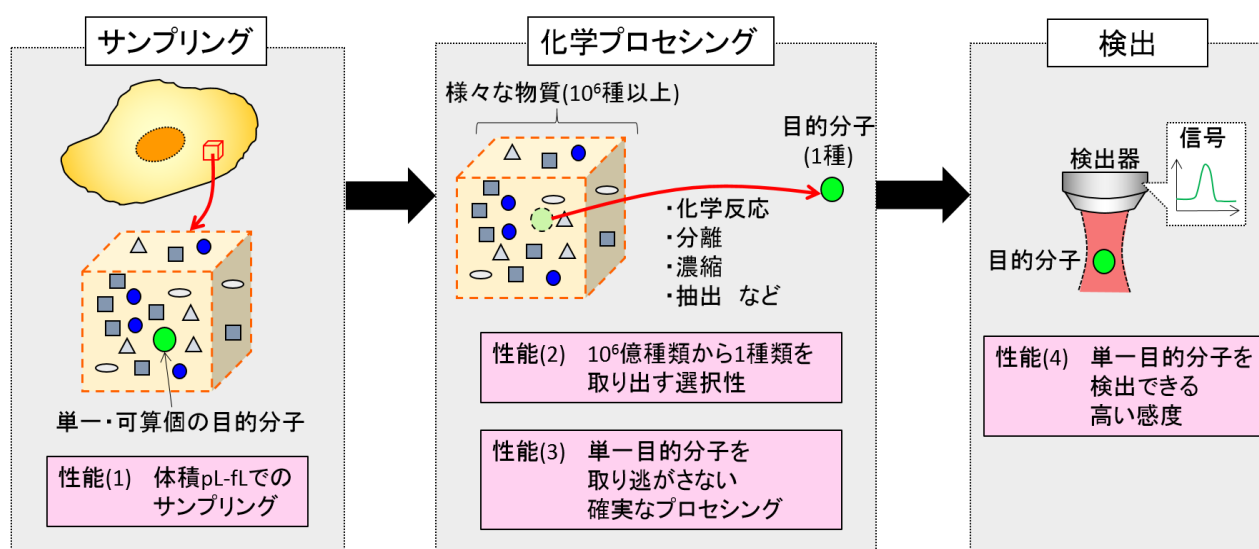 サンプリング
単一・可算個の目的分子
性能(1) 体積pL-fLでの
サンプリング
化学プロセシング
様々な物質(10⁶種以上)
目的分子
(1種)
・化学反応
・分離
・濃縮
・抽出 など
性能(2) 10⁶億種類から1種類を
取り出す選択性
性能(3) 単一目的分子を
取り逃がさない
確実なプロセシング
検出
信号
検出器
目的分子
性能(4) 単一目的分子を
検出できる
高い感度